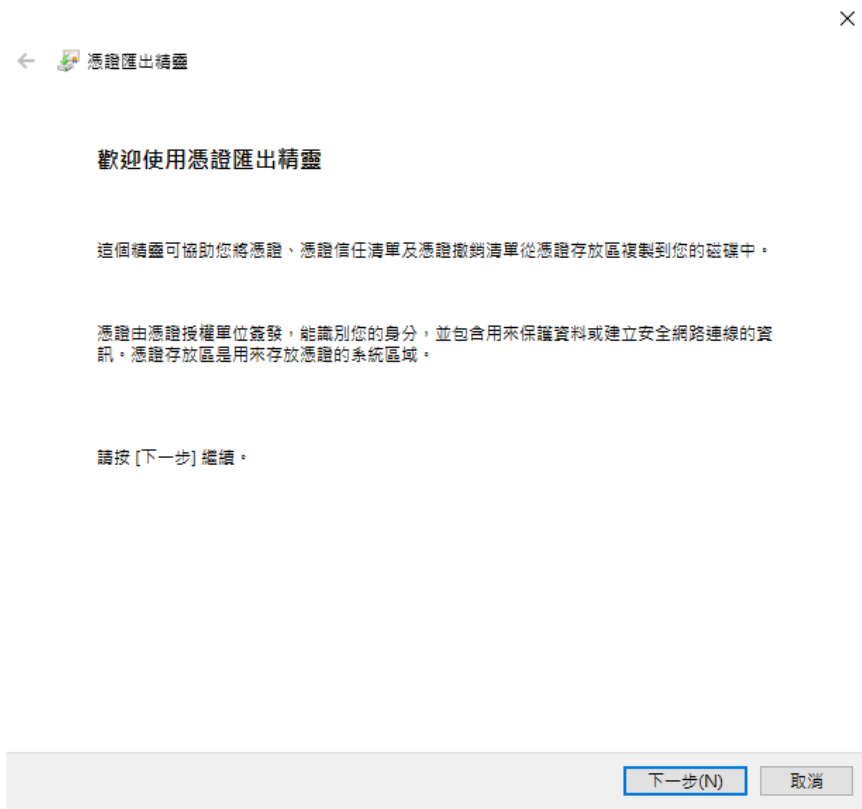 憑證匯出精靈
歡迎使用憑證匯出精靈
這個精靈可協助您將憑證、憑證信任清單及憑證撤銷清單從憑證存放區複製到您的磁碟中。
憑證由憑證授權單位簽發，能識別您的身分，並包含用來保護資料或建立安全網路連線的資
訊。憑證存放區是用來存放憑證的系統區域。
請按 [下一步] 繼續。
下一步(N)
取消